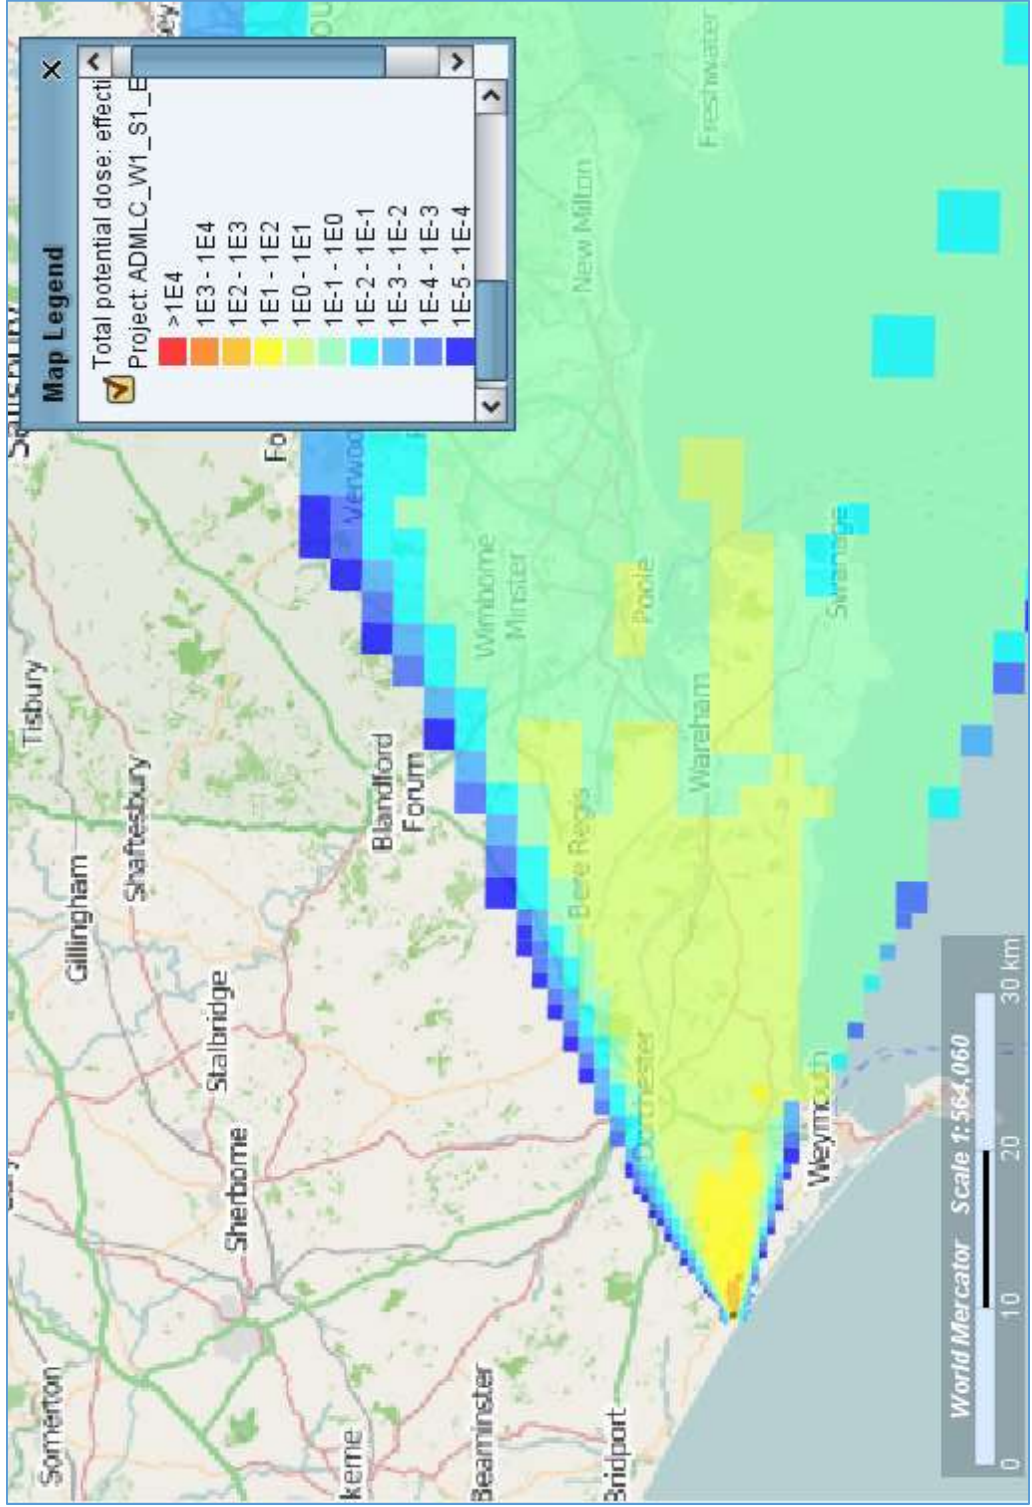 Map Legend
X
Total potential dose: effecti
Project: ADMLC_W1_S1_E
>1E4
1E3 - 1E4
1E2 - 1E3
1E1 - 1E2
1E0 - 1E1
1E-1 - 1E0
1E-2 - 1E-1
1E-3 - 1E-2
1E-4 - 1E-3
1E-5 - 1E-4
Somerton
Gillingham
Tisbury
Shaftesbury
Stalbridge
Sherborne
keme
Beaminster
Blandford
Forum
Fo
Verwoo
Wimborne
Minster
New Milton
Bere Regis
Poole
Bridport
Dorchester
Wareham
Freshwater
Weymouth
Swanage
World Mercator Scale 1:564,060
0 10 20 30 km